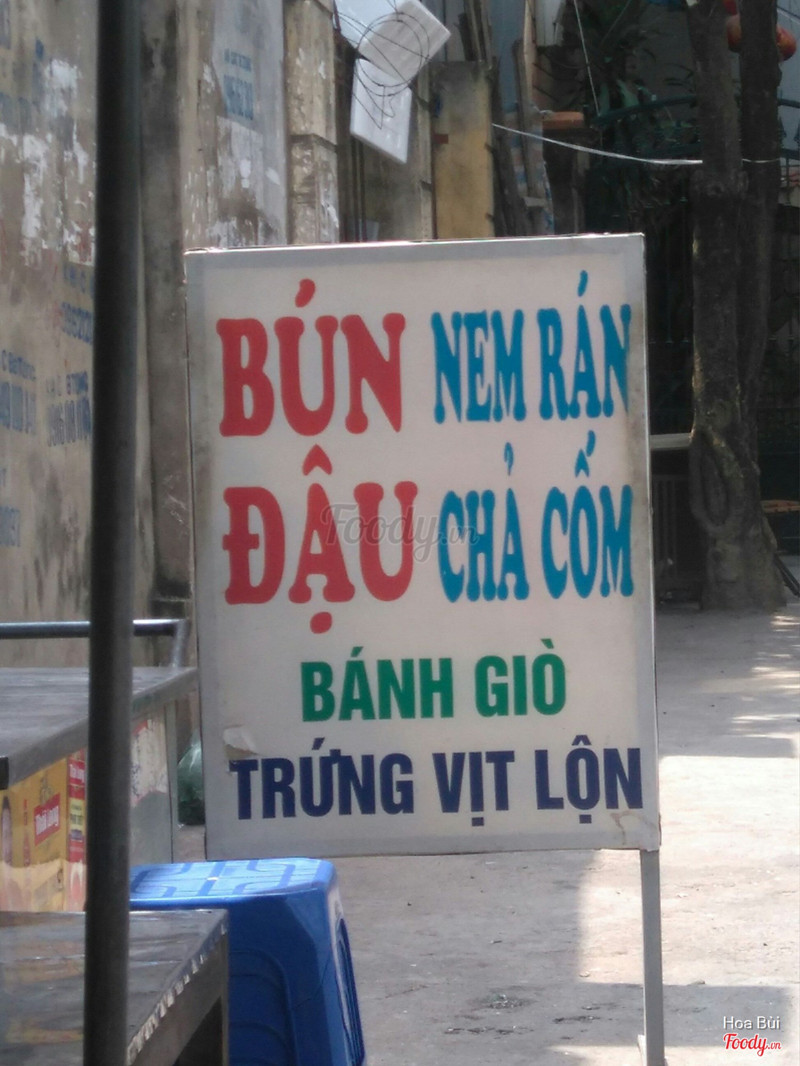 BÚN NEM RÁN
ĐẬU CHẢ CỐM
BÁNH GIÒ
TRỨNG VỊT LỘN
Foody.vn
Hoa Bùi
Foody.vn